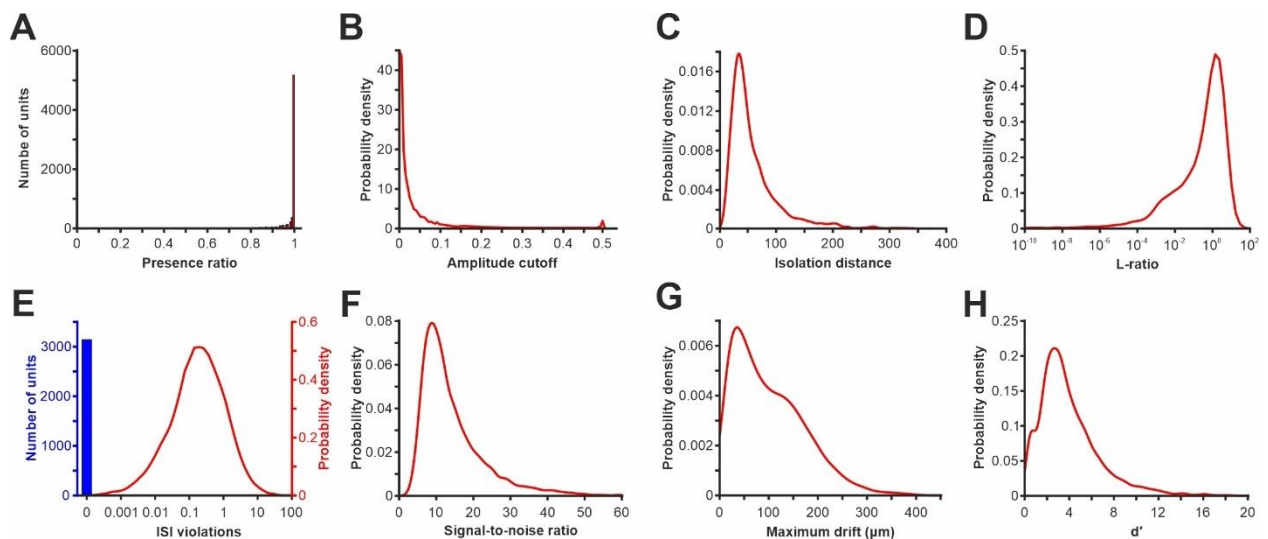 A
B
C
D
6000
4000
2000
0
Numbe of units
0 0.2 0.4 0.6 0.8 1
Presence ratio
40
30
20
10
0
Probability density
0 0.1 0.2 0.3 0.4 0.5
Amplitude cutoff
0.016
0.012
0.008
0.004
0
Probability density
0 100 200 300 400
Isolation distance
0.5
0.4
0.3
0.2
0.1
0
Probability density
10⁻¹⁰ 10⁻⁸ 10⁻⁶ 10⁻⁴ 10⁻² 10⁰ 10²
L-ratio
E
F
G
H
3000
2000
1000
0
Number of units
0.6
0.4
0.2
0
Probability density
0 0.001 0.01 0.1 1 10 100
ISI violations
0.08
0.06
0.04
0.02
0
Probability density
0 10 20 30 40 50 60
Signal-to-noise ratio
0.006
0.004
0.002
0
Probability density
0 100 200 300 400
Maximum drift (µm)
0.25
0.20
0.15
0.10
0.05
0
Probability density
0 4 8 12 16 20
d′